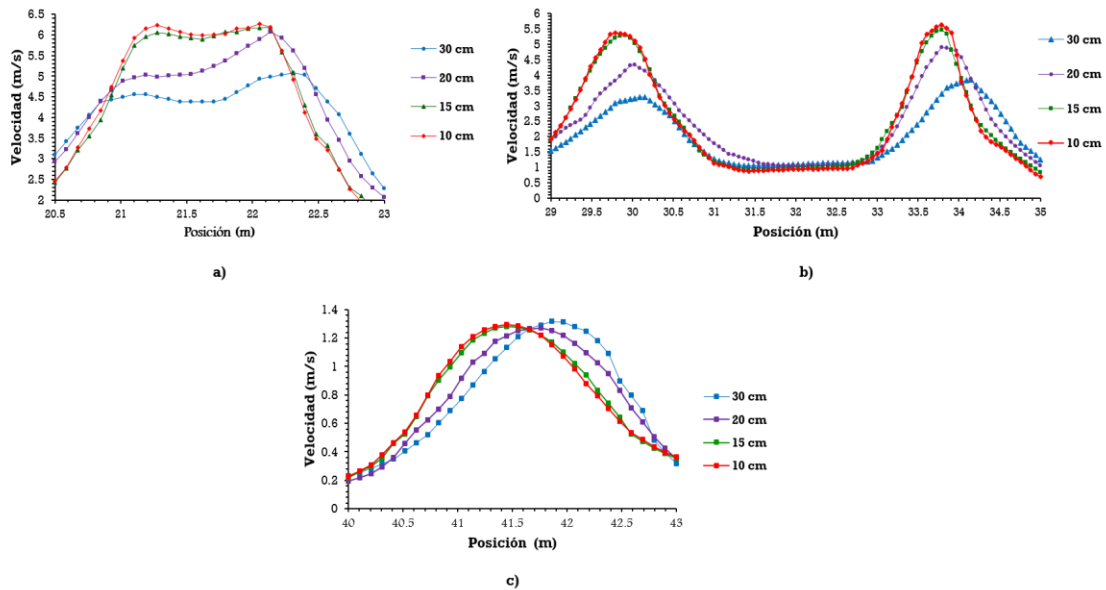 Velocidad (m/s)
6.5
6
5.5
5
4.5
4
3.5
3
2.5
2
20.5 21 21.5 22 22.5 23
Posición (m)
30 cm
20 cm
15 cm
10 cm
a)
Velocidad (m/s)
6
5.5
5
4.5
4
3.5
3
2.5
2
1.5
1
0.5
0
29 29.5 30 30.5 31 31.5 32 32.5 33 33.5 34 34.5 35
Posición (m)
30 cm
20 cm
15 cm
10 cm
b)
Velocidad (m/s)
1.4
1.2
1
0.8
0.6
0.4
0.2
0
40 40.5 41 41.5 42 42.5 43
Posición (m)
30 cm
20 cm
15 cm
10 cm
c)